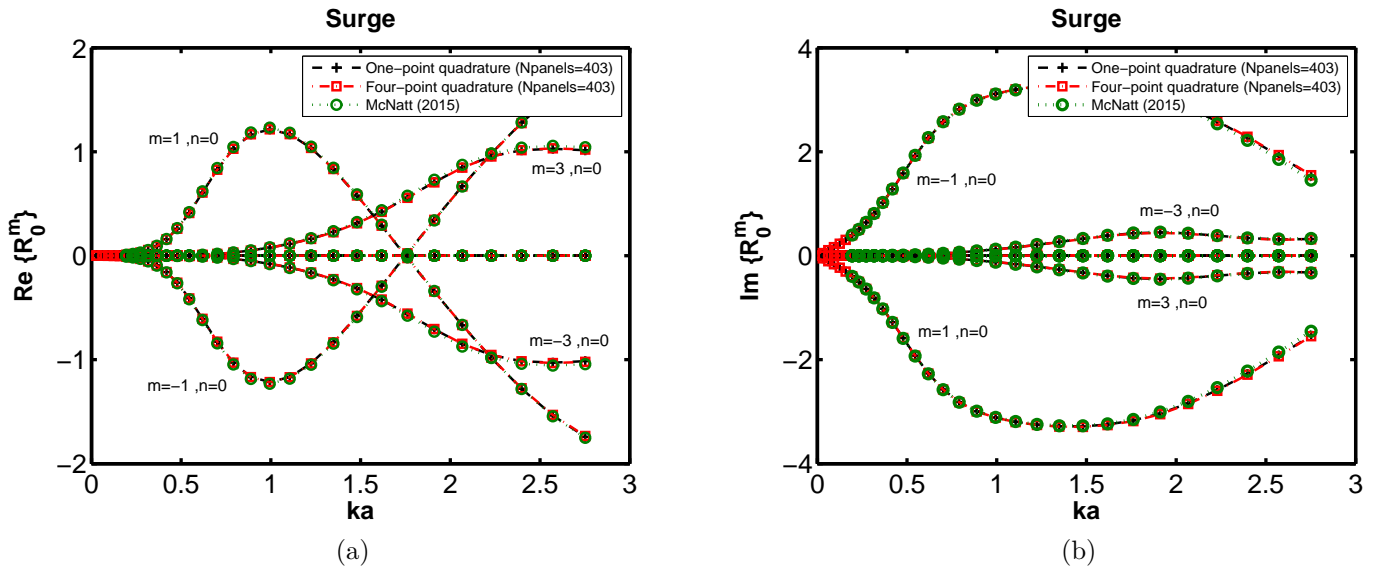 Surge
Re {R₀ᵐ}
2
1
0
−1
−2
One−point quadrature (Npanels=403)
Four−point quadrature (Npanels=403)
McNatt (2015)
m=1 ,n=0
m=3 ,n=0
m=−3 ,n=0
m=−1 ,n=0
0 0.5 1 1.5 2 2.5 3
ka
(a)
Surge
Im {R₀ᵐ}
4
2
0
−2
−4
One−point quadrature (Npanels=403)
Four−point quadrature (Npanels=403)
McNatt (2015)
m=−1 ,n=0
m=−3 ,n=0
m=3 ,n=0
m=1 ,n=0
0 0.5 1 1.5 2 2.5 3
ka
(b)